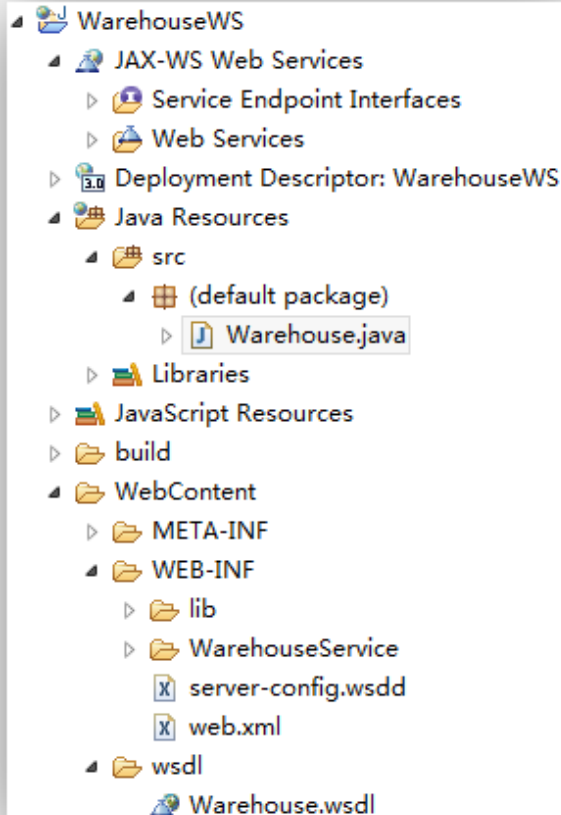 WarehouseWS
JAX-WS Web Services
Service Endpoint Interfaces
Web Services
3.0 Deployment Descriptor: WarehouseWS
Java Resources
src
(default package)
J Warehouse.java
Libraries
JavaScript Resources
build
WebContent
META-INF
WEB-INF
lib
WarehouseService
X server-config.wsdd
X web.xml
wsdl
Warehouse.wsdl